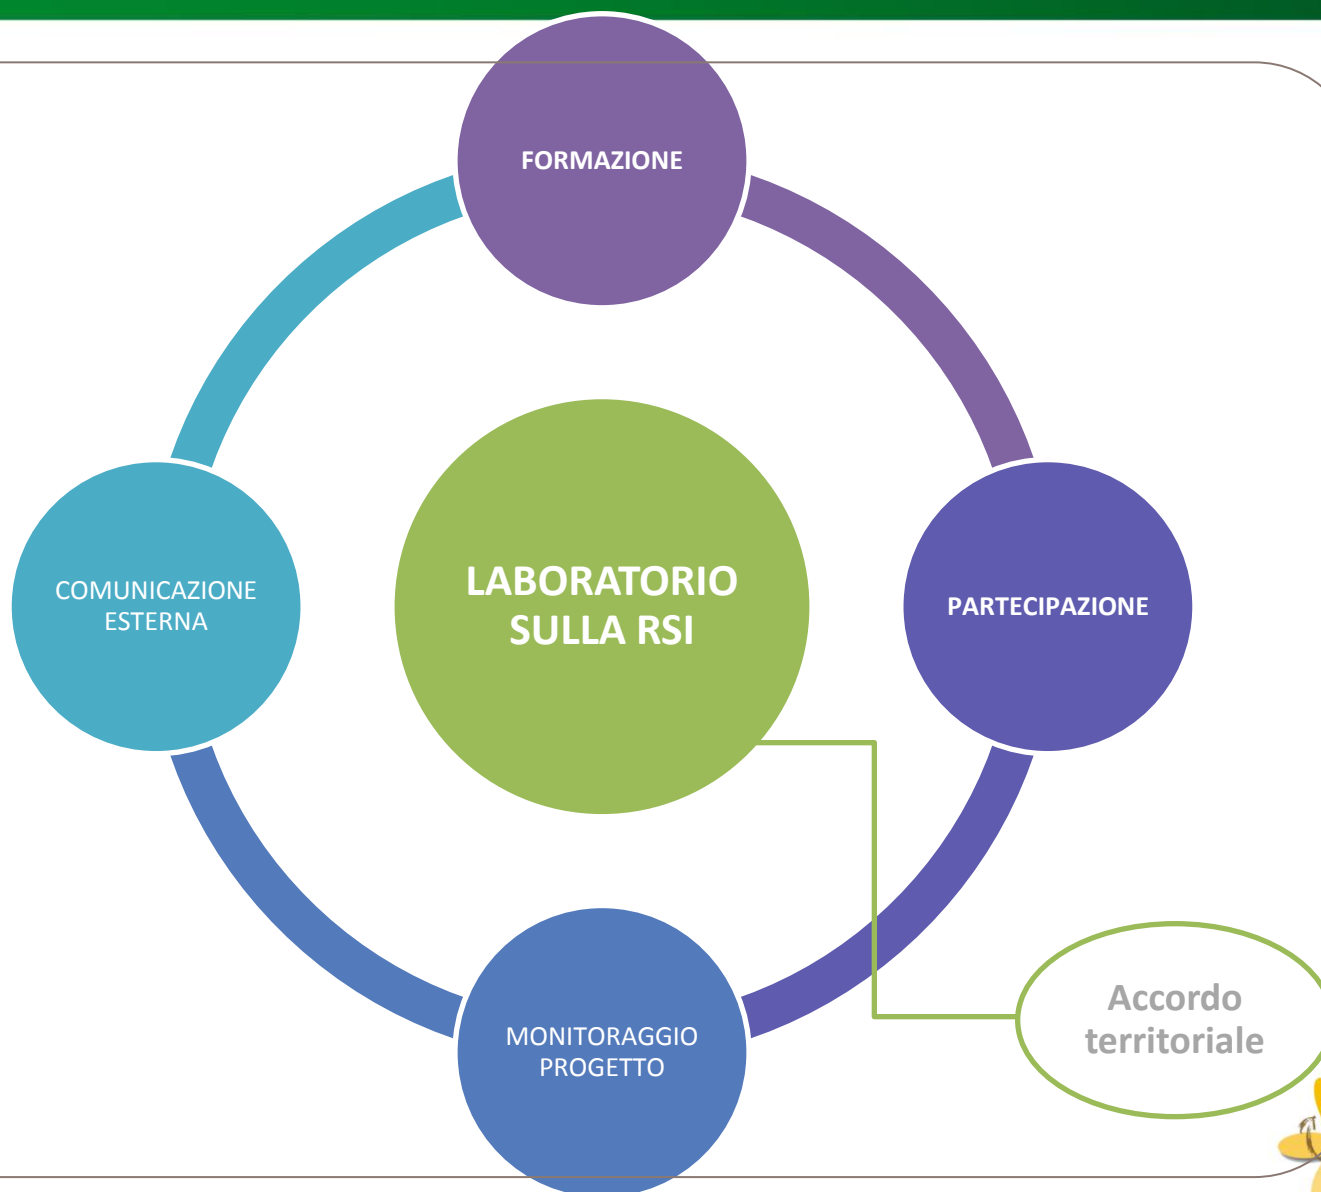 FORMAZIONE
COMUNICAZIONE
ESTERNA
LABORATORIO
SULLA RSI
PARTECIPAZIONE
MONITORAGGIO
PROGETTO
Accordo
territoriale